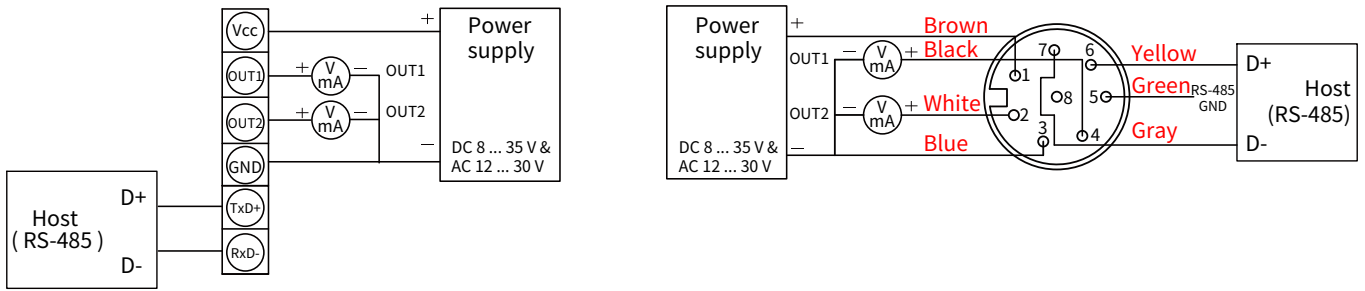 Vcc
+
Power
supply
OUT1
+
V
mA
−
OUT1
OUT2
+
V
mA
−
OUT2
GND
−
DC 8 ... 35 V &
AC 12 ... 30 V
Host
( RS-485 )
D+
D-
TxD+
RxD-
Power
supply
DC 8 ... 35 V &
AC 12 ... 30 V
+
Brown
OUT1
−
V
mA
+
Black
OUT2
−
V
mA
+
White
−
Blue
7
6
1
8
5
2
3
4
Yellow
Green
RS-485
GND
Gray
D+
Host
(RS-485)
D-